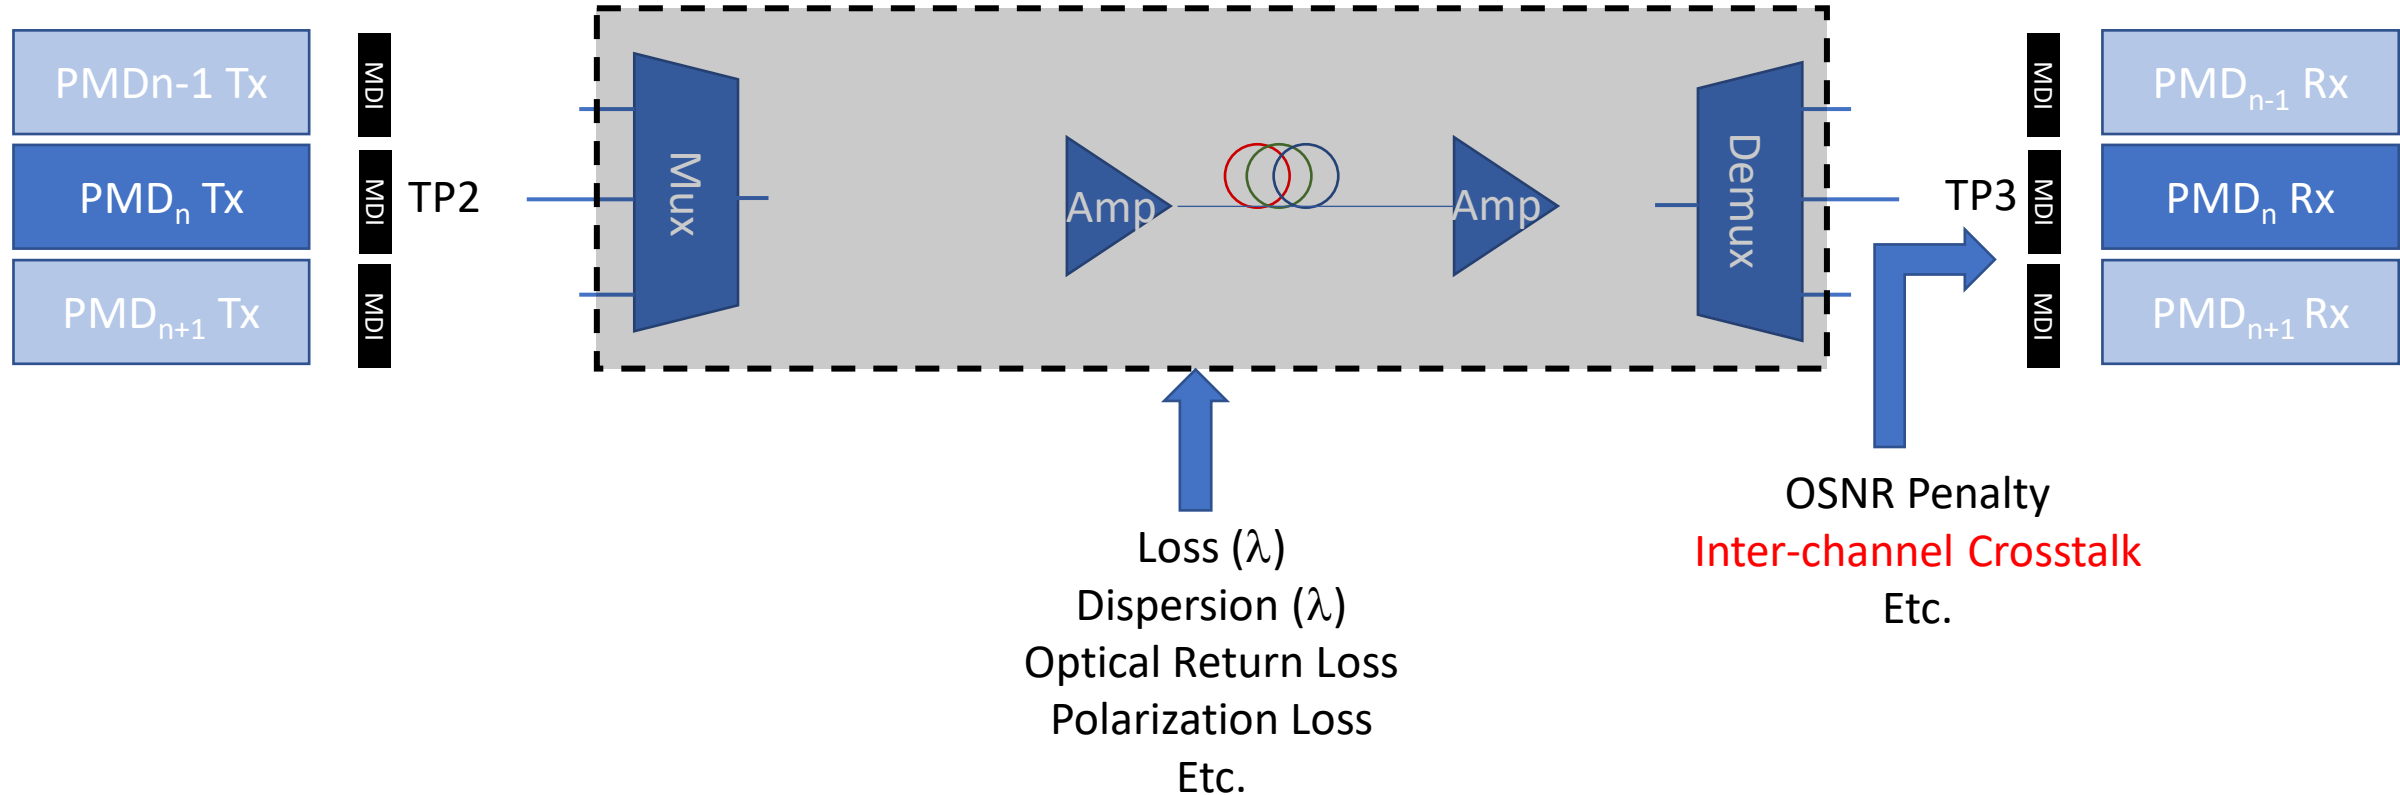 PMDn-1 Tx
PMDn Tx
PMDn+1 Tx
MDI
MDI
MDI
TP2
Mux
Amp
Amp
Demux
TP3
MDI
MDI
MDI
PMDn-1 Rx
PMDn Rx
PMDn+1 Rx
Loss (λ)
Dispersion (λ)
Optical Return Loss
Polarization Loss
Etc.
OSNR Penalty
Inter-channel Crosstalk
Etc.